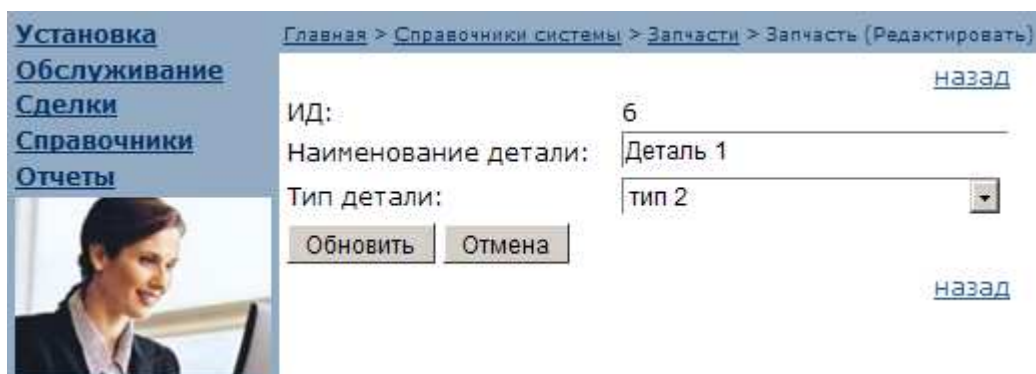 Установка
Обслуживание
Сделки
Справочники
Отчеты
Главная > Справочники системы > Запчасти > Запчасть (Редактировать)
назад
ИД: 6
Наименование детали: Деталь 1
Тип детали: тип 2
Обновить Отмена
назад